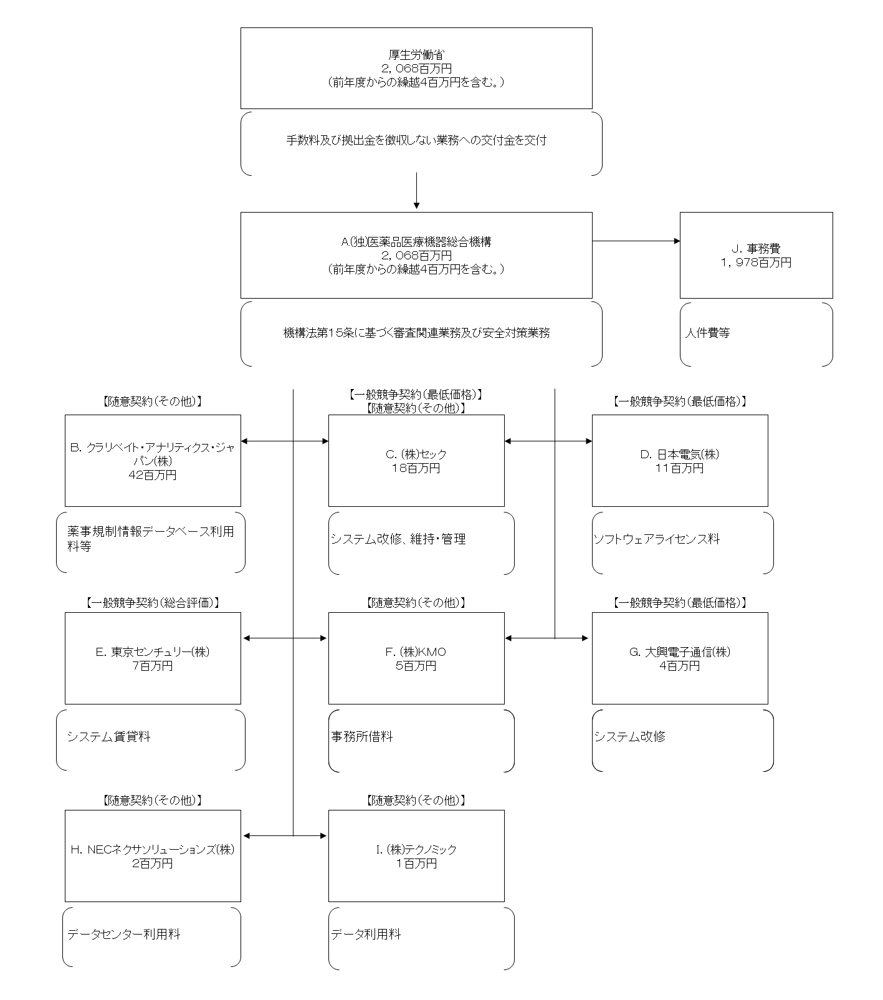 厚生労働省
２，０６８百万円
（前年度からの繰越４百万円を含む。）
手数料及び拠出金を徴収しない業務への交付金を交付
A.(独)医薬品医療機器総合機構
２，０６８百万円
（前年度からの繰越４百万円を含む。）
J．事務費
１，９７８百万円
機構法第１５条に基づく審査関連業務及び安全対策業務
人件費等
【随意契約（その他）】
【一般競争契約（最低価格）】
【随意契約（その他）】
【一般競争契約（最低価格）】
B．クラリベイト・アナリティクス・ジャ
パン(株)
４２百万円
C．(株)セック
１８百万円
D．日本電気(株)
１１百万円
薬事規制情報データベース利用
料等
システム改修、維持・管理
ソフトウェアライセンス料
【一般競争契約（総合評価）】
【随意契約（その他）】
【一般競争契約（最低価格）】
E．東京センチュリー(株)
７百万円
F．(株)KMO
５百万円
G．大興電子通信(株)
４百万円
システム賃貸料
事務所借料
システム改修
【随意契約（その他）】
【随意契約（その他）】
H．NECネクサソリューションズ(株)
２百万円
I．(株)テクノミック
１百万円
データセンター利用料
データ利用料